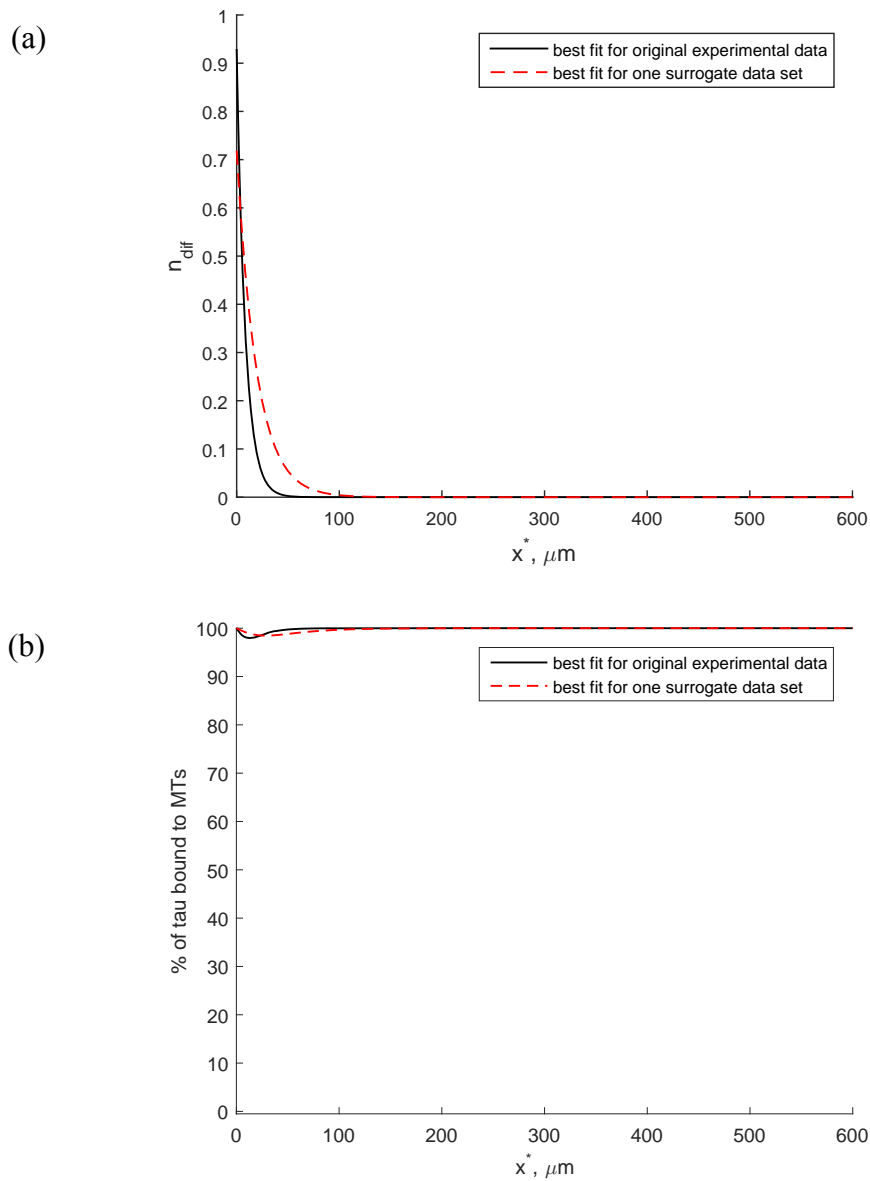 (a)
1
0.9
0.8
0.7
0.6
0.5
0.4
0.3
0.2
0.1
0
n_dif
best fit for original experimental data
best fit for one surrogate data set
0 100 200 300 400 500 600
x*, μm
(b)
100
90
80
70
60
50
40
30
20
10
0
% of tau bound to MTs
best fit for original experimental data
best fit for one surrogate data set
0 100 200 300 400 500 600
x*, μm